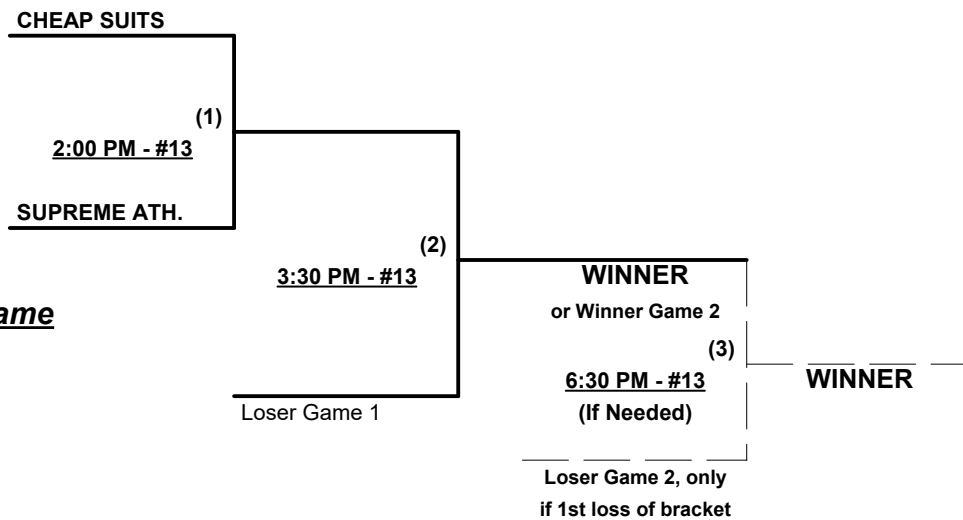 CHEAP SUITS
(1)
2:00 PM - #13
SUPREME ATH.
(2)
3:30 PM - #13
WINNER
or Winner Game 2
ame
(3)
6:30 PM - #13
WINNER
(If Needed)
Loser Game 1
Loser Game 2, only
if 1st loss of bracket